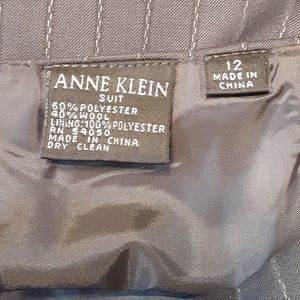 ANNE KLEIN
SUIT
60% POLYESTER
40% WOOL
LINING: 100% POLYESTER
RN 54050
MADE IN CHINA
DRY CLEAN
12
MADE IN
CHINA